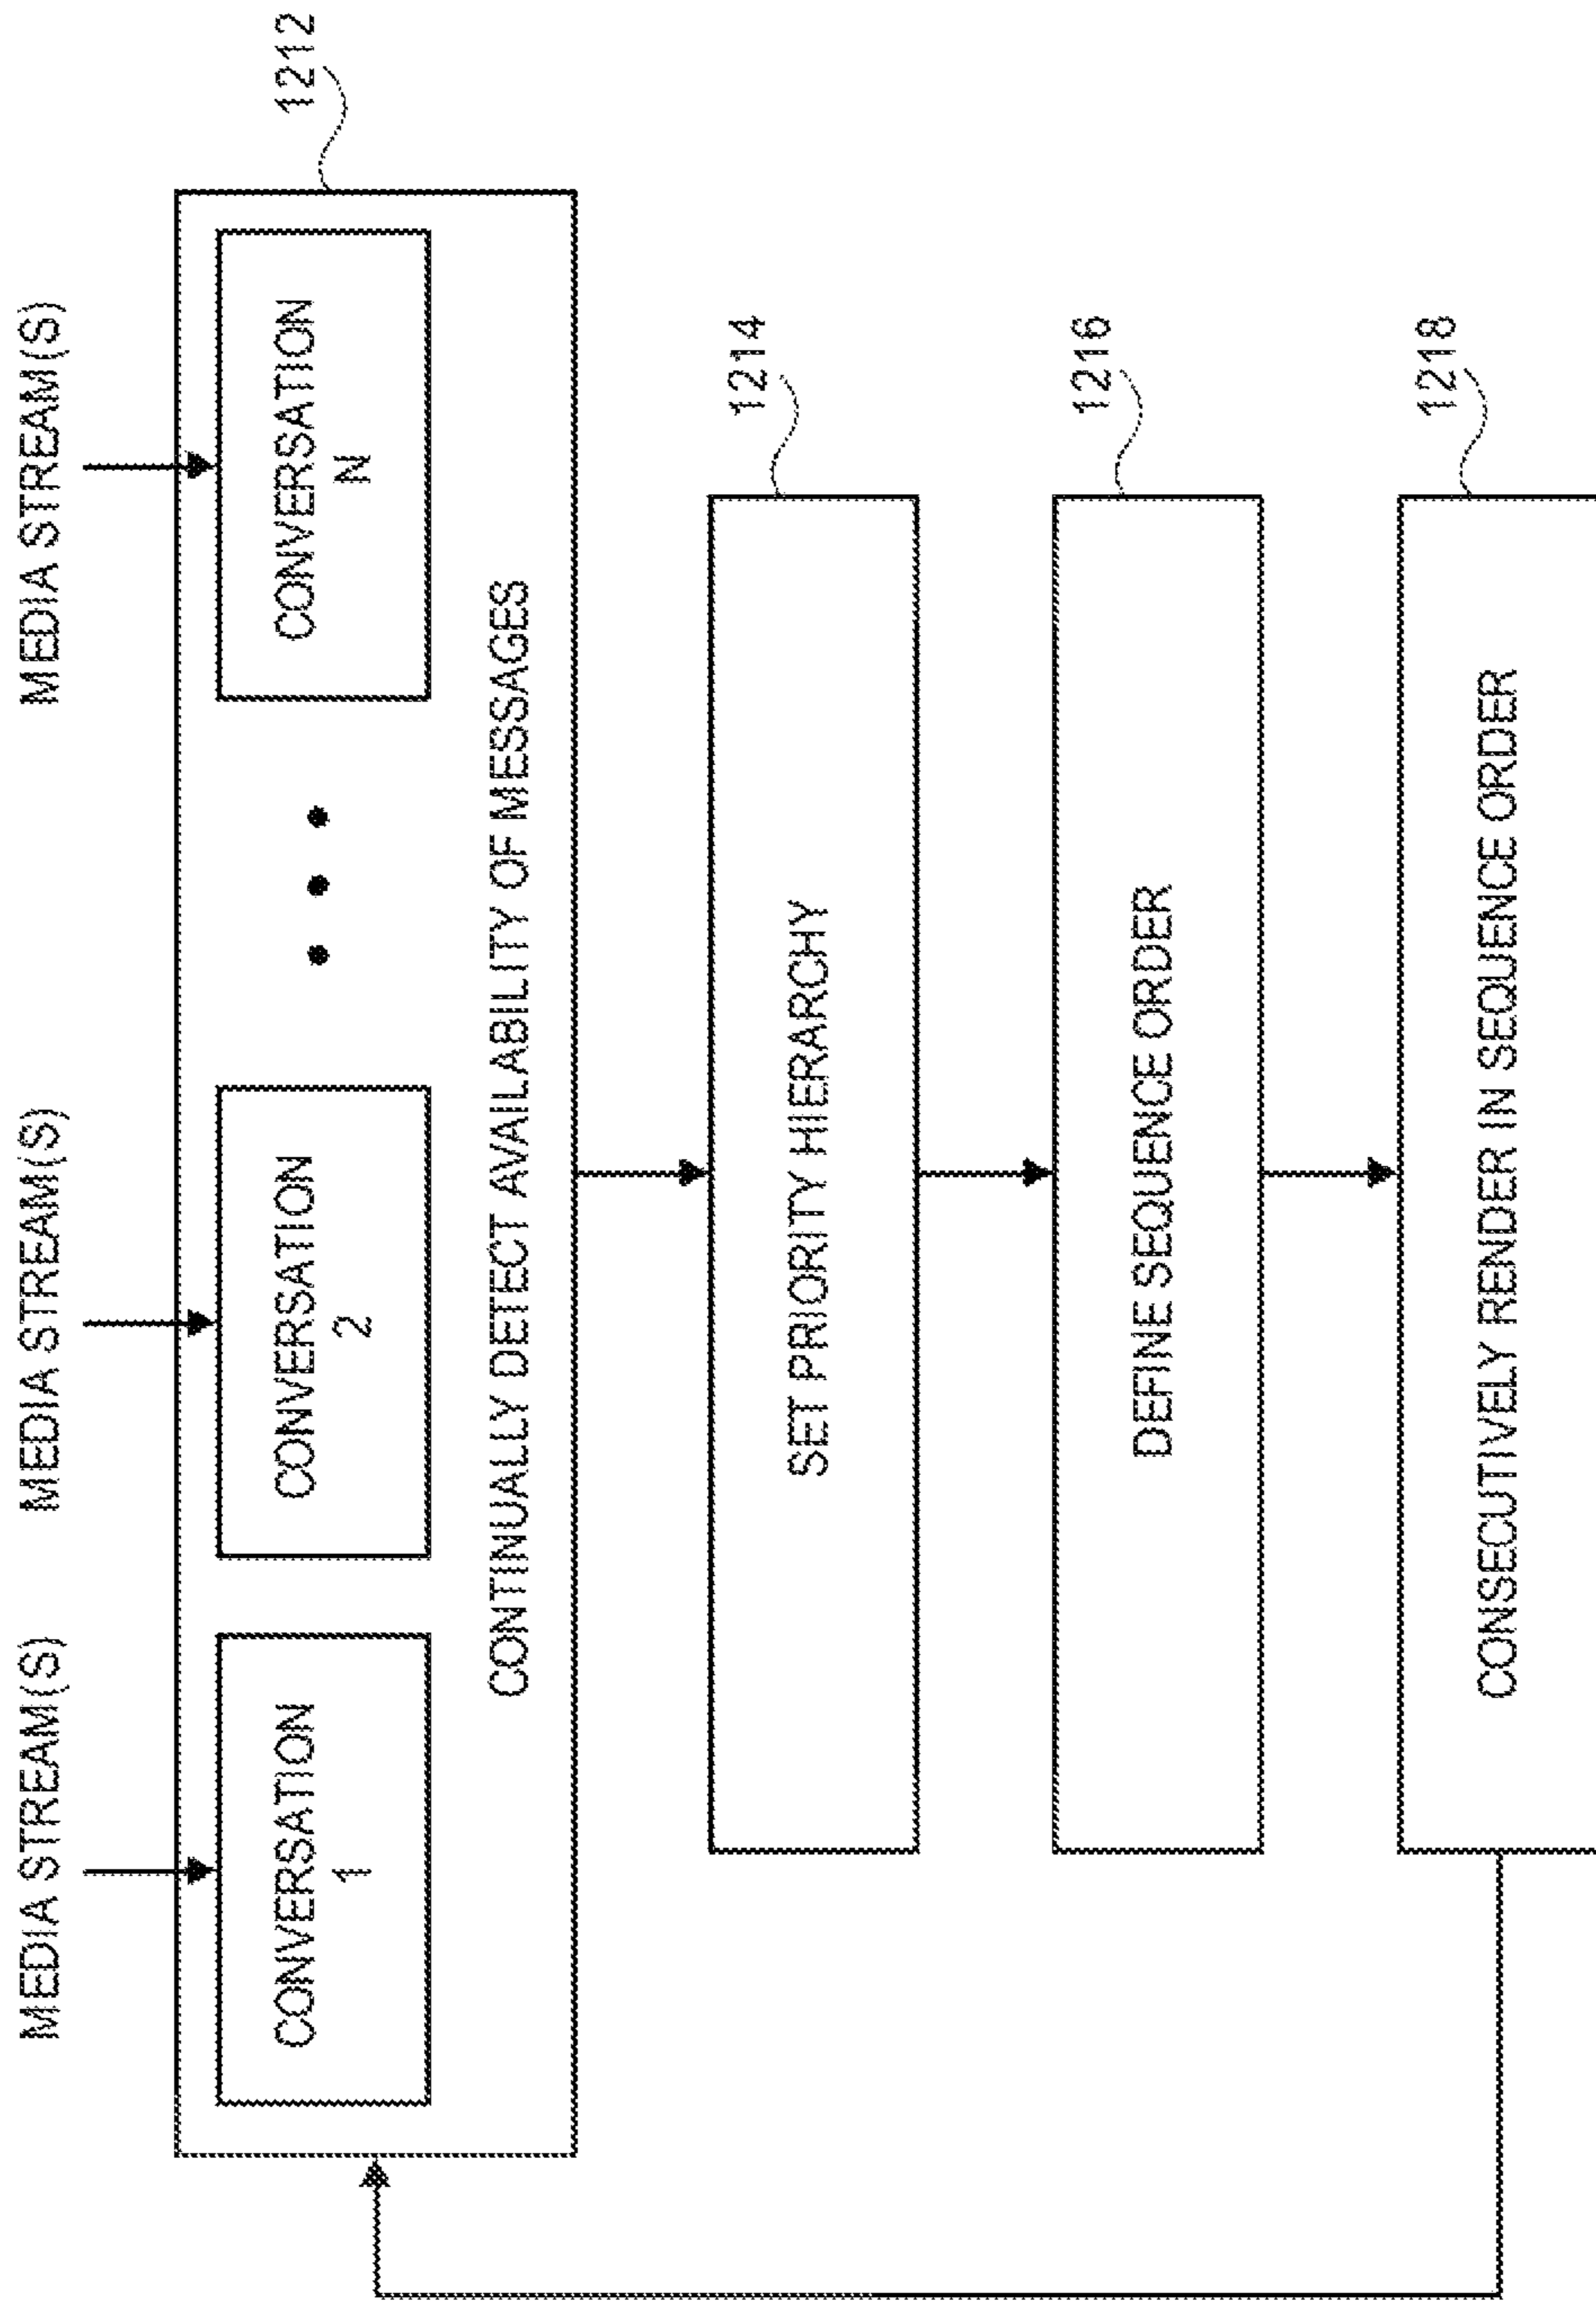 MEDIA STREAM(S)
MEDIA STREAM(S)
MEDIA STREAM(S)
1212
CONVERSATION
1
CONVERSATION
2
• • •
CONVERSATION
N
CONTINUALLY DETECT AVAILABILITY OF MESSAGES
1214
SET PRIORITY HIERARCHY
1216
DEFINE SEQUENCE ORDER
1218
CONSECUTIVELY RENDER IN SEQUENCE ORDER